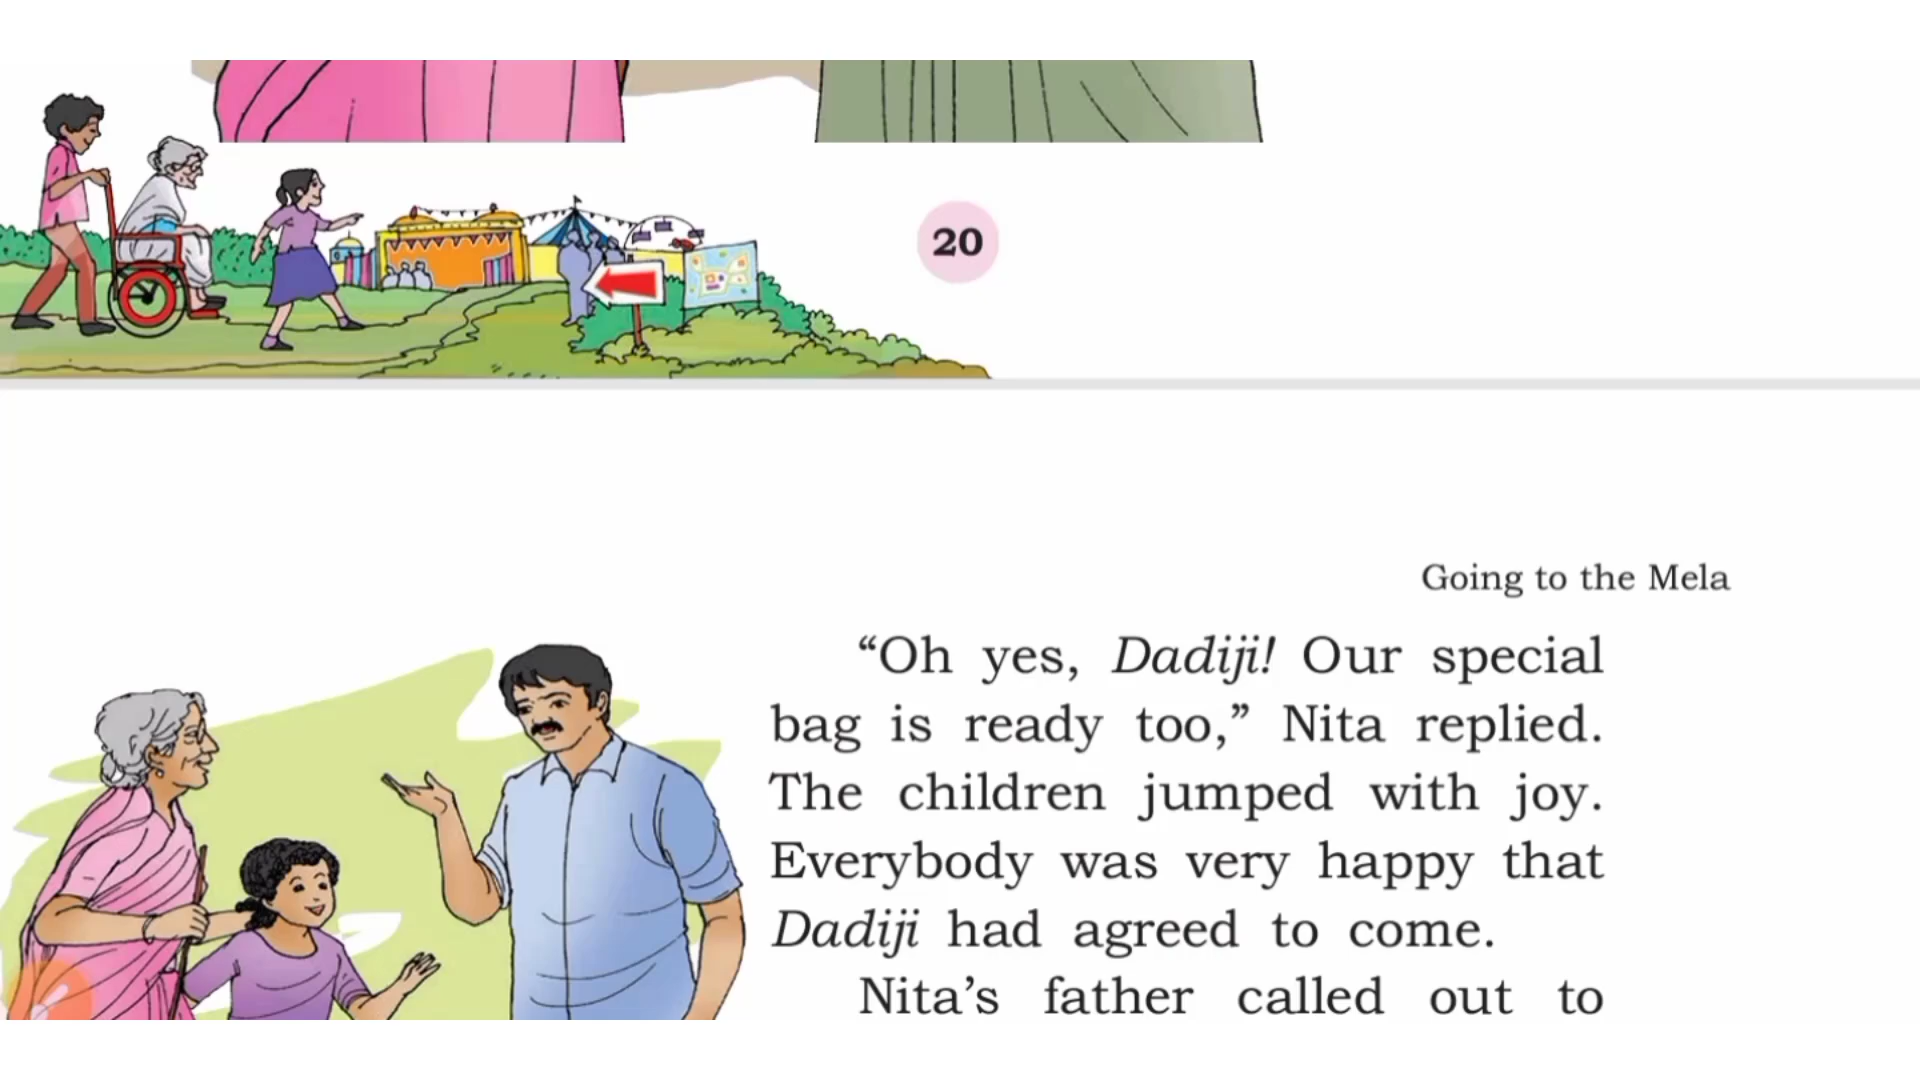 20
Going to the Mela
“Oh yes, Dadiji! Our special
bag is ready too,” Nita replied.
The children jumped with joy.
Everybody was very happy that
Dadiji had agreed to come.
Nita’s father called out to